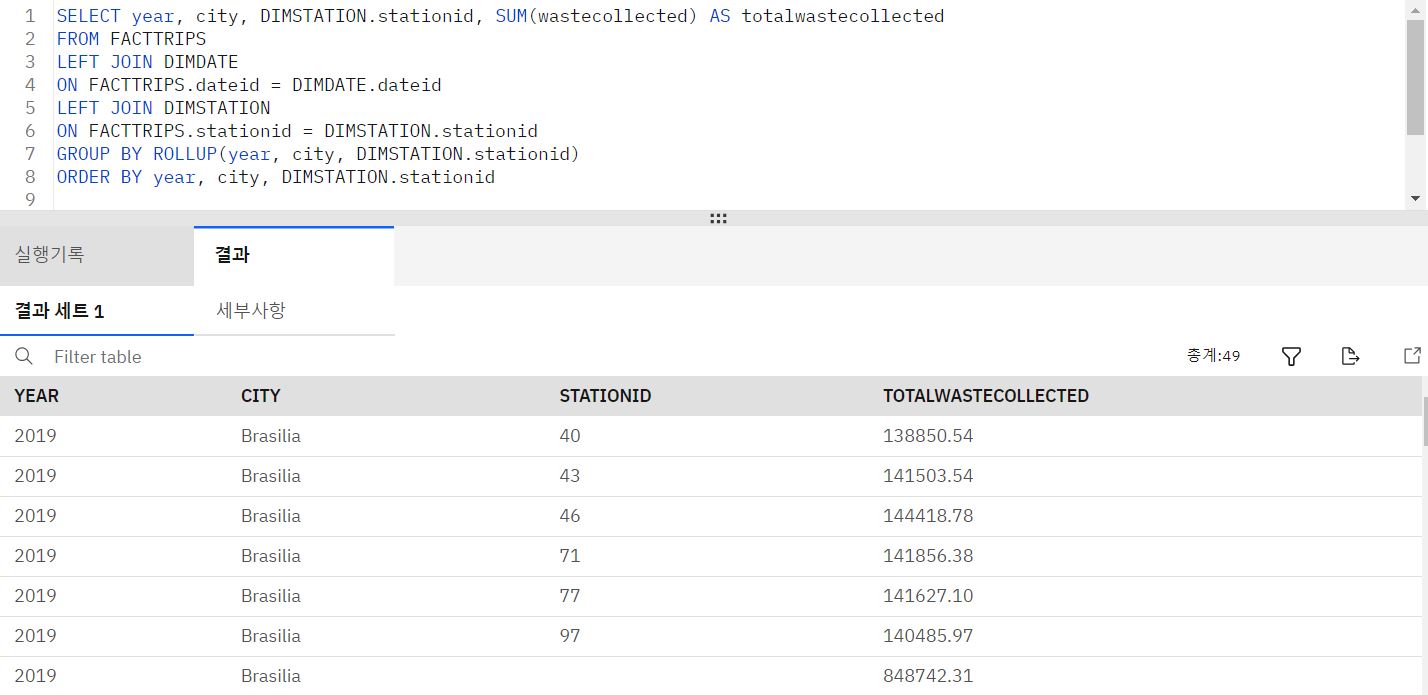 1 SELECT year, city, DIMSTATION.stationid, SUM(wastecollected) AS totalwastecollected
2 FROM FACTTRIPS
3 LEFT JOIN DIMDATE
4 ON FACTTRIPS.dateid = DIMDATE.dateid
5 LEFT JOIN DIMSTATION
6 ON FACTTRIPS.stationid = DIMSTATION.stationid
7 GROUP BY ROLLUP(year, city, DIMSTATION.stationid)
8 ORDER BY year, city, DIMSTATION.stationid
9
실행기록 결과
결과 세트 1 세부사항
Filter table 총계:49
YEAR CITY STATIONID TOTALWASTECOLLECTED
2019 Brasilia 40 138850.54
2019 Brasilia 43 141503.54
2019 Brasilia 46 144418.78
2019 Brasilia 71 141856.38
2019 Brasilia 77 141627.10
2019 Brasilia 97 140485.97
2019 Brasilia 848742.31